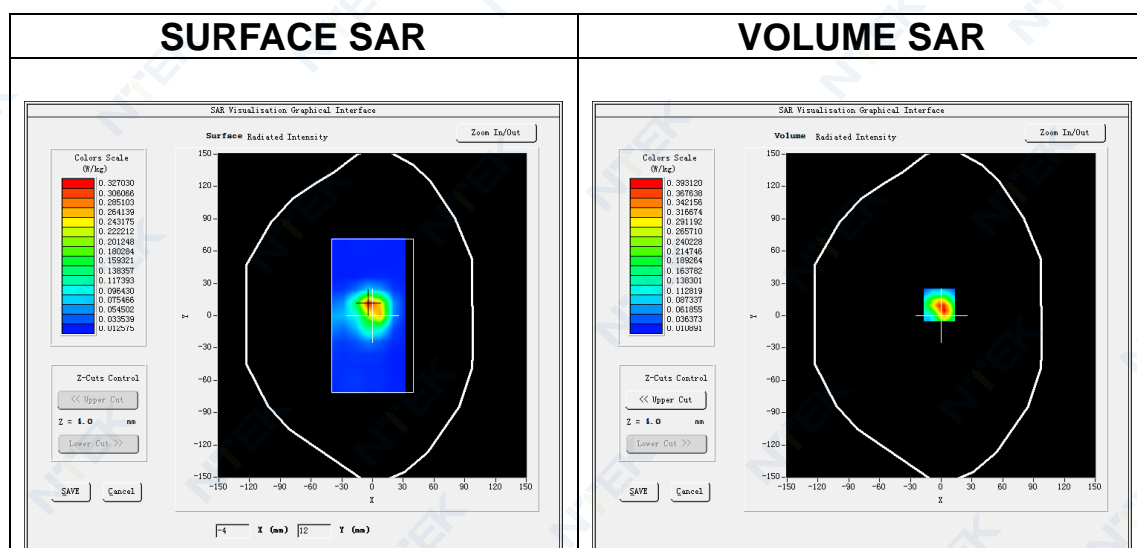 SURFACE SAR
VOLUME SAR
SAR Visualisation Graphical Interface
Surface Radiated Intensity
Zoom In/Out
Colors Scale
(W/kg)
0.327030
0.306066
0.285103
0.264139
0.243175
0.222212
0.201248
0.180284
0.159321
0.138357
0.117393
0.096430
0.075466
0.054502
0.033539
0.012575
150
120
90
60
30
0
-30
-60
-90
-120
-150
Y
-150 -120 -90 -60 -30 0 30 60 90 120 150
X
Z-Cuts Control
<< Upper Cut
Z = 4.0 mm
Lower Cut >>
SAVE
Cancel
-4 X (mm) 12 Y (mm)
SAR Visualisation Graphical Interface
Volume Radiated Intensity
Zoom In/Out
Colors Scale
(W/kg)
0.393120
0.367638
0.342156
0.316674
0.291192
0.265710
0.240228
0.214746
0.189264
0.163782
0.138301
0.112819
0.087337
0.061855
0.036373
0.010891
150
120
90
60
30
0
-30
-60
-90
-120
-150
Y
-150 -120 -90 -60 -30 0 30 60 90 120 150
X
Z-Cuts Control
<< Upper Cut
Z = 4.0 mm
Lower Cut >>
SAVE
Cancel
NTEK